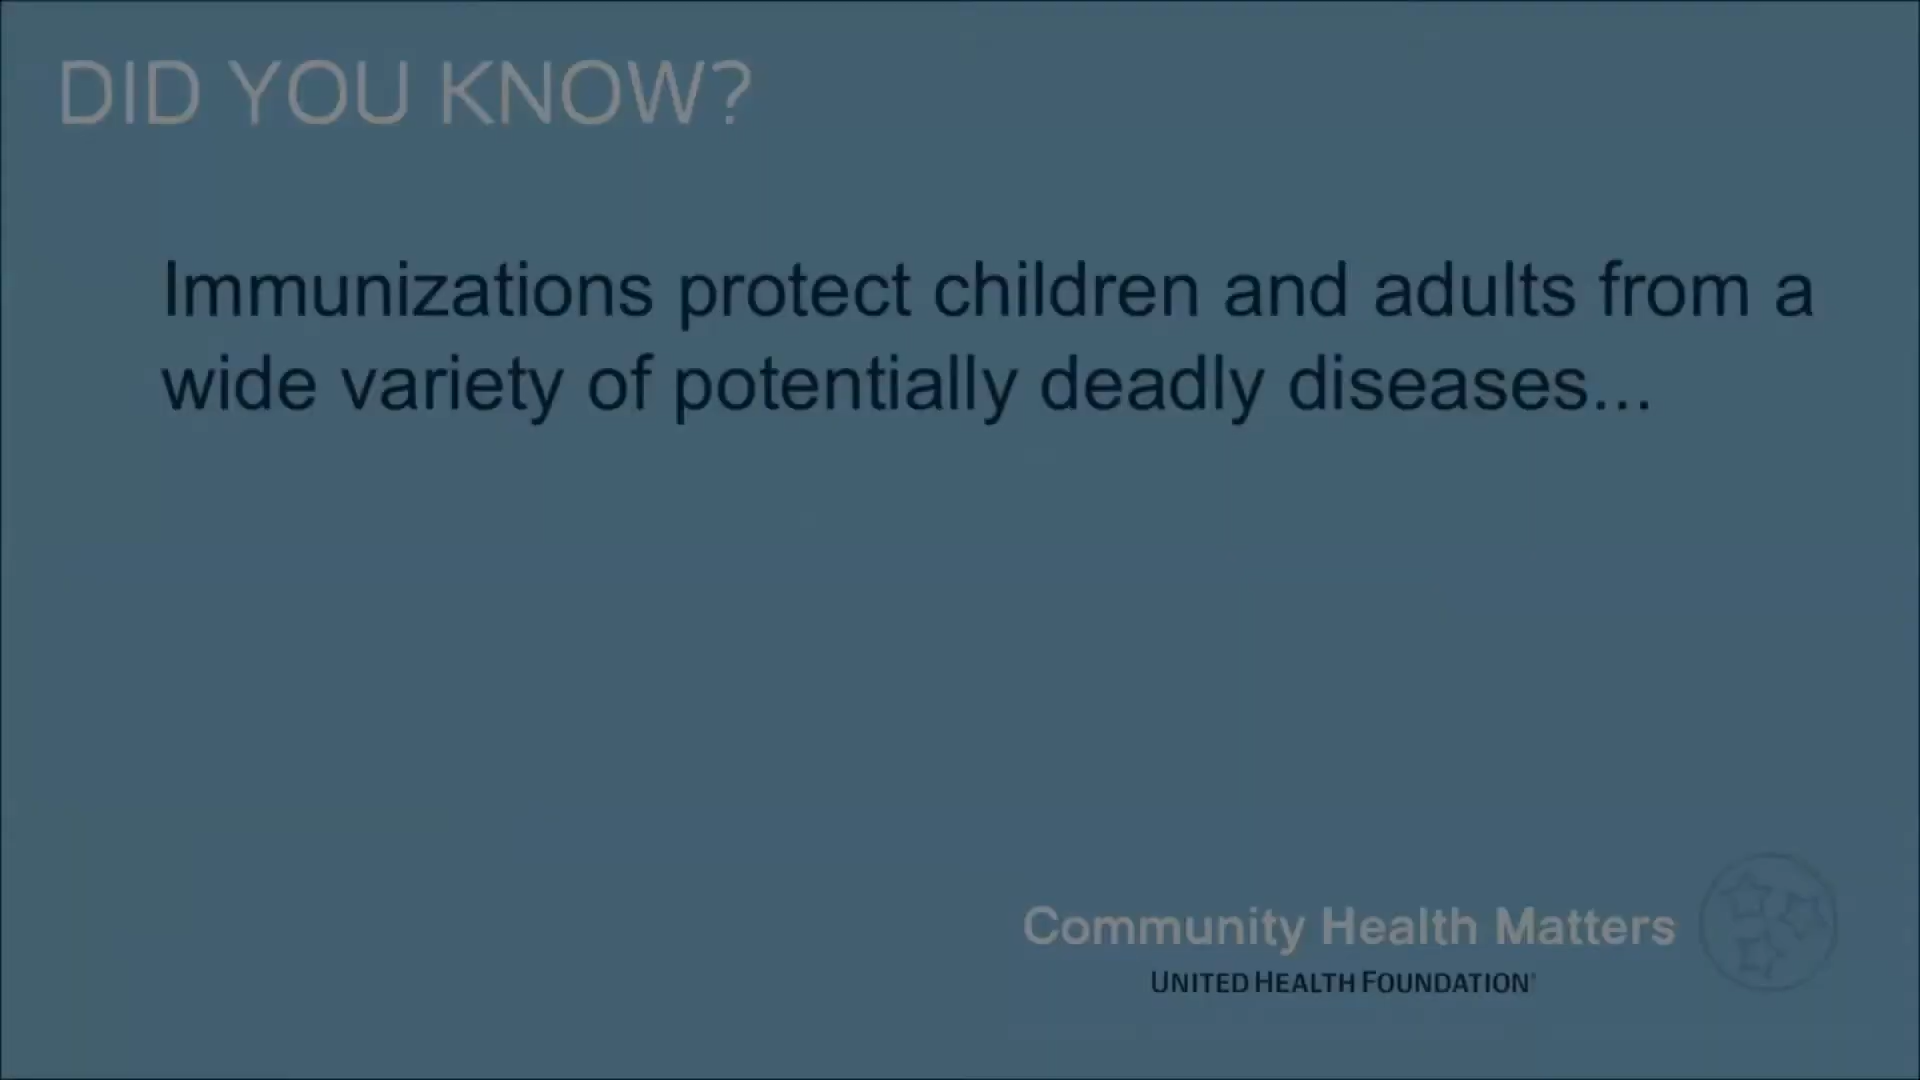 DID YOU KNOW?
Immunizations protect children and adults from a
wide variety of potentially deadly diseases...
Community Health Matters
UNITED HEALTH FOUNDATION®